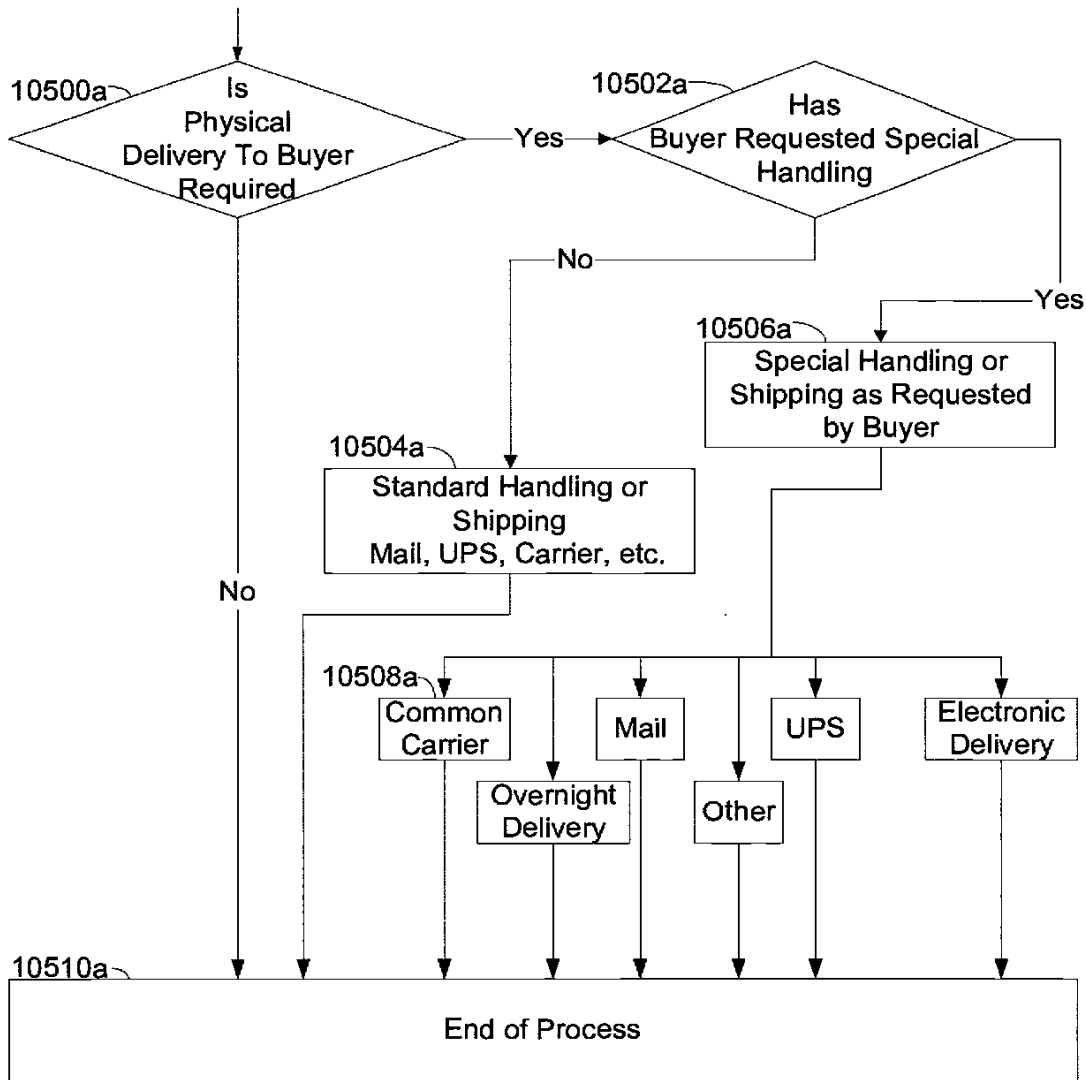 10500a
Is
Physical
Delivery To Buyer
Required
Yes
10502a
Has
Buyer Requested Special
Handling
No
Yes
10506a
Special Handling or
Shipping as Requested
by Buyer
10504a
Standard Handling or
Shipping
Mail, UPS, Carrier, etc.
No
10508a
Common
Carrier
Overnight
Delivery
Mail
Other
UPS
Electronic
Delivery
10510a
End of Process